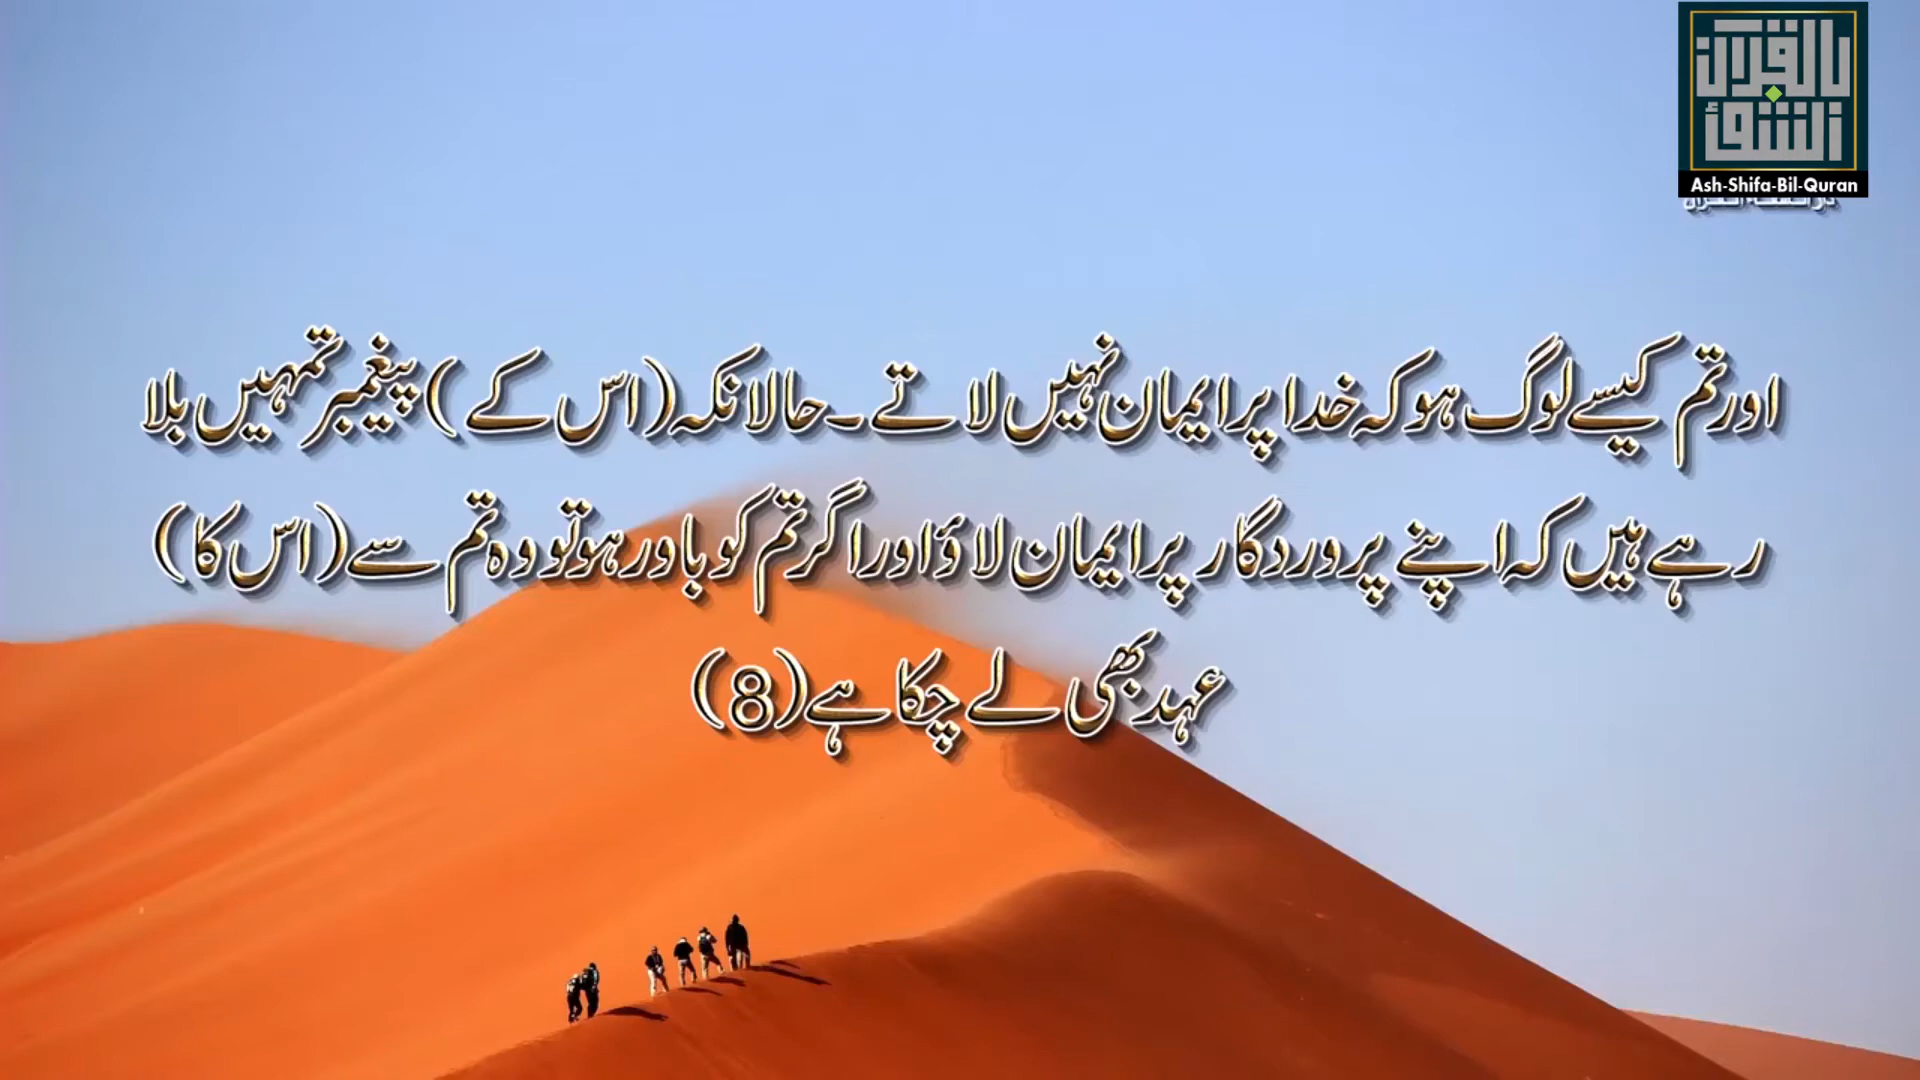 بالقرآن
الشفائ
Ash-Shifa-Bil-Quran
اور تم کیسے لوگ ہو کہ خدا پر ایمان نہیں لاتے۔ حالانکہ (اس کے) پیغمبر تمہیں بلا
رہے ہیں کہ اپنے پروردگار پر ایمان لاؤ اور اگر تم کو باور ہو تو وہ تم سے (اس کا)
عہد بھی لے چکا ہے (8)